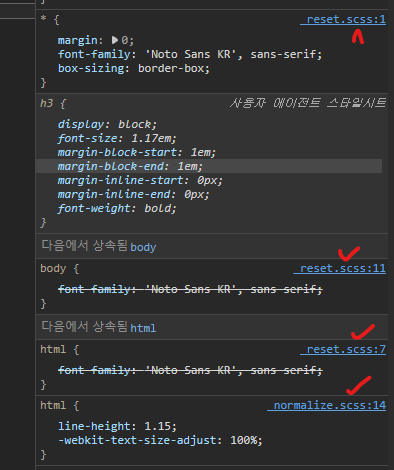 }
* { _reset.scss:1
margin: ▶ 0;
font-family: 'Noto Sans KR', sans-serif;
box-sizing: border-box;
}
h3 { 사용자 에이전트 스타일시트
display: block;
font-size: 1.17em;
margin-block-start: 1em;
margin-block-end: 1em;
margin-inline-start: 0px;
margin-inline-end: 0px;
font-weight: bold;
}
다음에서 상속됨 body
body { _reset.scss:11
font-family: 'Noto Sans KR', sans-serif;
}
다음에서 상속됨 html
html { _reset.scss:7
font-family: 'Noto Sans KR', sans-serif;
}
html { _normalize.scss:14
line-height: 1.15;
-webkit-text-size-adjust: 100%;
}